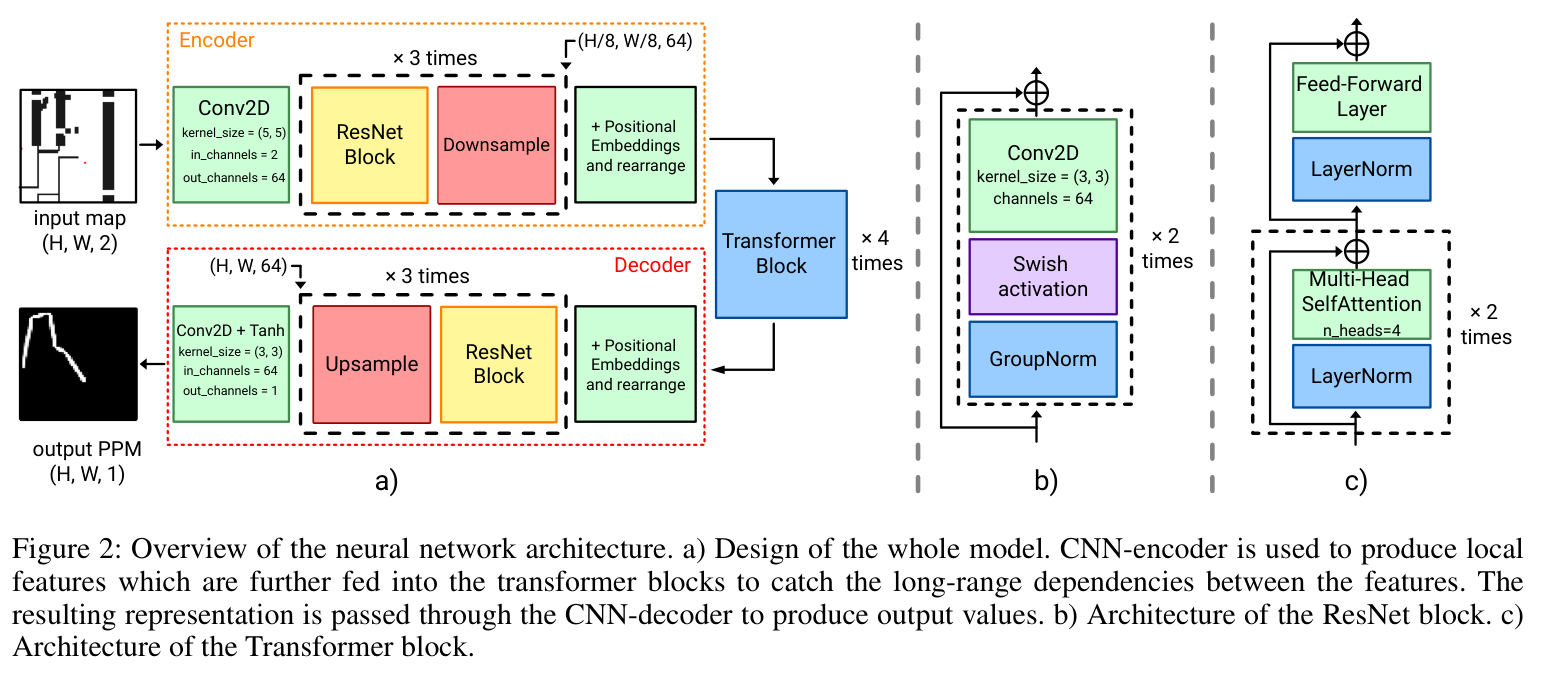 Encoder
× 3 times
(H/8, W/8, 64)
Conv2D
kernel_size = (5, 5)
in_channels = 2
out_channels = 64
ResNet
Block
Downsample
+ Positional
Embeddings
and rearrange
input map
(H, W, 2)
Transformer
Block
× 4
times
(H, W, 64)
× 3 times
Decoder
Conv2D + Tanh
kernel_size = (3, 3)
in_channels = 64
out_channels = 1
Upsample
ResNet
Block
+ Positional
Embeddings
and rearrange
output PPM
(H, W, 1)
a)
Conv2D
kernel_size = (3, 3)
channels = 64
Swish
activation
GroupNorm
× 2
times
b)
Feed-Forward
Layer
LayerNorm
Multi-Head
SelfAttention
n_heads=4
LayerNorm
× 2
times
c)
Figure 2: Overview of the neural network architecture. a) Design of the whole model. CNN-encoder is used to produce local
features which are further fed into the transformer blocks to catch the long-range dependencies between the features. The
resulting representation is passed through the CNN-decoder to produce output values. b) Architecture of the ResNet block. c)
Architecture of the Transformer block.